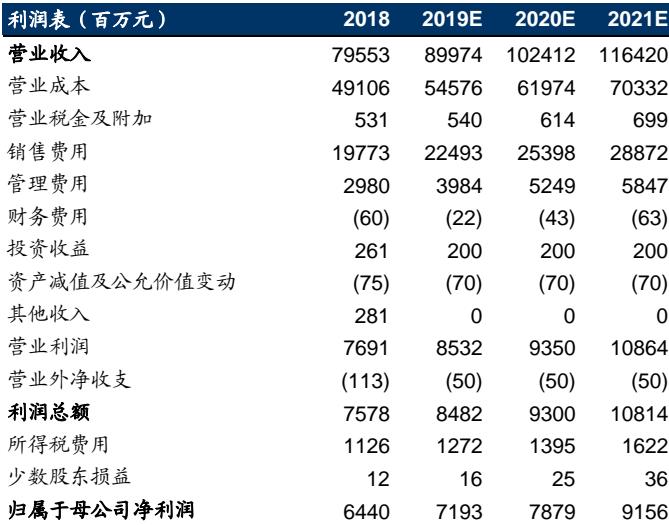 利润表（百万元） 2018 2019E 2020E 2021E
营业收入 79553 89974 102412 116420
营业成本 49106 54576 61974 70332
营业税金及附加 531 540 614 699
销售费用 19773 22493 25398 28872
管理费用 2980 3984 5249 5847
财务费用 (60) (22) (43) (63)
投资收益 261 200 200 200
资产减值及公允价值变动 (75) (70) (70) (70)
其他收入 281 0 0 0
营业利润 7691 8532 9350 10864
营业外净收支 (113) (50) (50) (50)
利润总额 7578 8482 9300 10814
所得税费用 1126 1272 1395 1622
少数股东损益 12 16 25 36
归属于母公司净利润 6440 7193 7879 9156